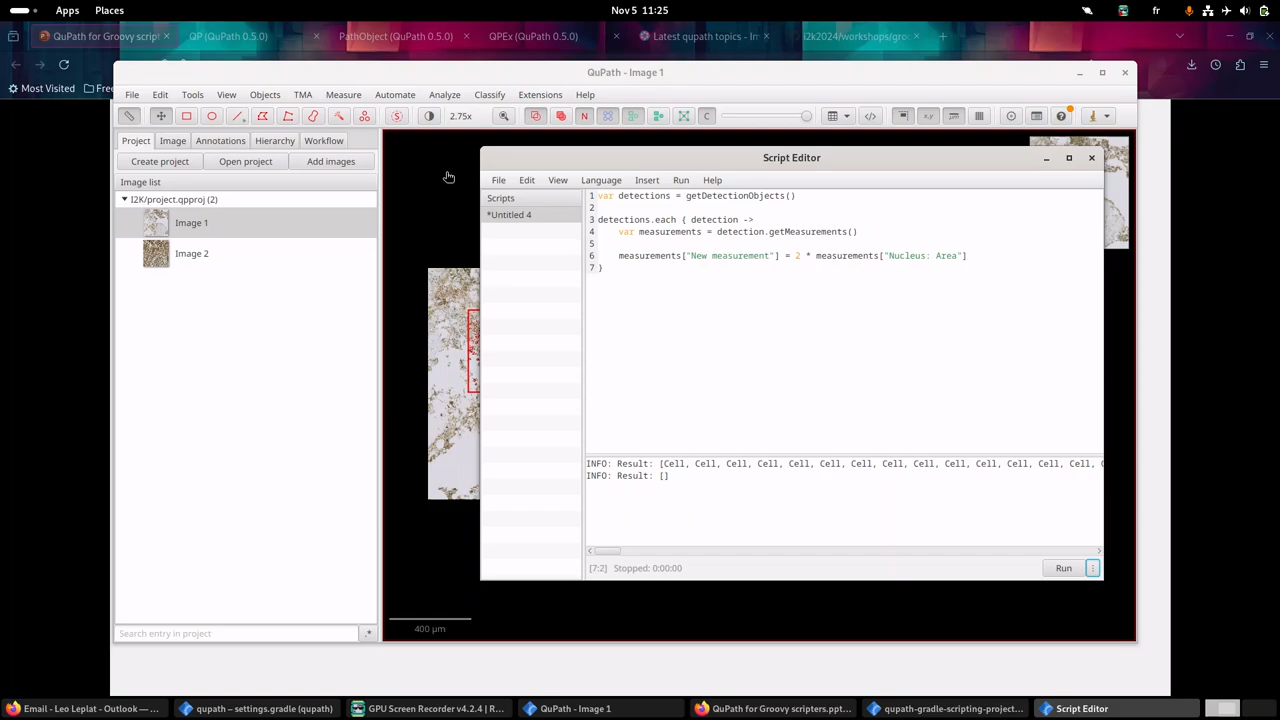 Apps Places Nov 5 11:25 fr
QuPath for Groovy script QP (QuPath 0.5.0) PathObject (QuPath 0.5.0) QPEx (QuPath 0.5.0) Latest qupath topics - Im i2k2024/workshops/gro
Most Visited Free
QuPath - Image 1
File Edit Tools View Objects TMA Measure Automate Analyze Classify Extensions Help
S 2.75x N C x,y
Project Image Annotations Hierarchy Workflow
Create project Open project Add images
Image list
I2K/project.qpproj (2)
Image 1
Image 2
Search entry in project .*
400 µm
Script Editor
File Edit View Language Insert Run Help
Scripts
*Untitled 4
1 var detections = getDetectionObjects()
2
3 detections.each { detection ->
4 var measurements = detection.getMeasurements()
5
6 measurements["New measurement"] = 2 * measurements["Nucleus: Area"]
7 }
INFO: Result: [Cell, Cell, Cell, Cell, Cell, Cell, Cell, Cell, Cell, Cell, Cell, Cell, Cell, Cell,
INFO: Result: []
[7:2] Stopped: 0:00:00 Run
Email - Leo Leplat - Outlook — ... qupath – settings.gradle (qupath) GPU Screen Recorder v4.2.4 | R... QuPath - Image 1 QuPath for Groovy scripters.ppt... qupath-gradle-scripting-project... Script Editor